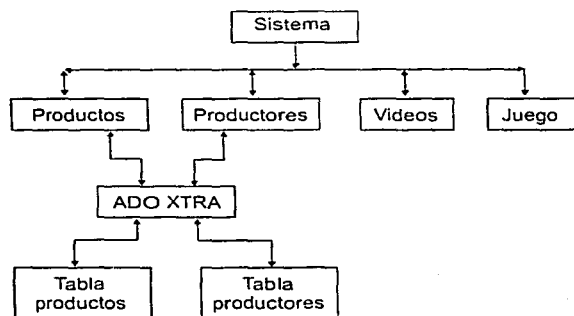 Sistema
Productos
Productores
Videos
Juego
ADO XTRA
Tabla
productos
Tabla
productores